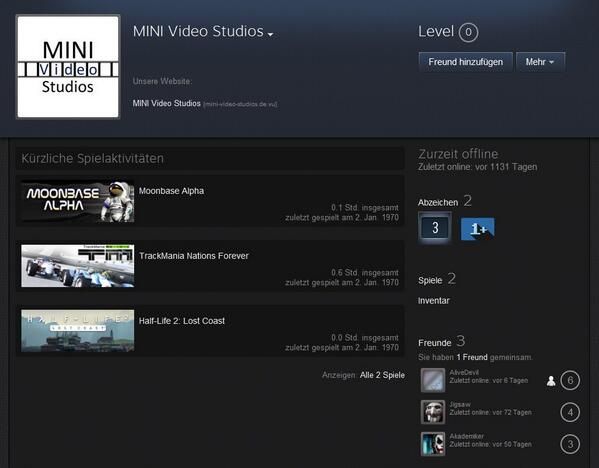 MINI
Video
Studios
MINI Video Studios
Unsere Website:
MINI Video Studios [mini-video-studios.de.vu]
Level 0
Freund hinzufügen
Mehr
Kürzliche Spielaktivitäten
MOONBASE
ALPHA
Moonbase Alpha
0.1 Std. insgesamt
zuletzt gespielt am 2. Jan. 1970
TM
TrackMania Nations Forever
0.6 Std. insgesamt
zuletzt gespielt am 2. Jan. 1970
HALF-LIFE²
LOST COAST
Half-Life 2: Lost Coast
0.0 Std. insgesamt
zuletzt gespielt am 2. Jan. 1970
Anzeigen: Alle 2 Spiele
Zurzeit offline
Zuletzt online: vor 1131 Tagen
Abzeichen 2
3
1+
Spiele 2
Inventar
Freunde 3
Sie haben 1 Freund gemeinsam.
AliveDevil
Zuletzt online: vor 6 Tagen
6
Jigsaw
Zuletzt online: vor 72 Tagen
4
Akademiker
Zuletzt online: vor 50 Tagen
3